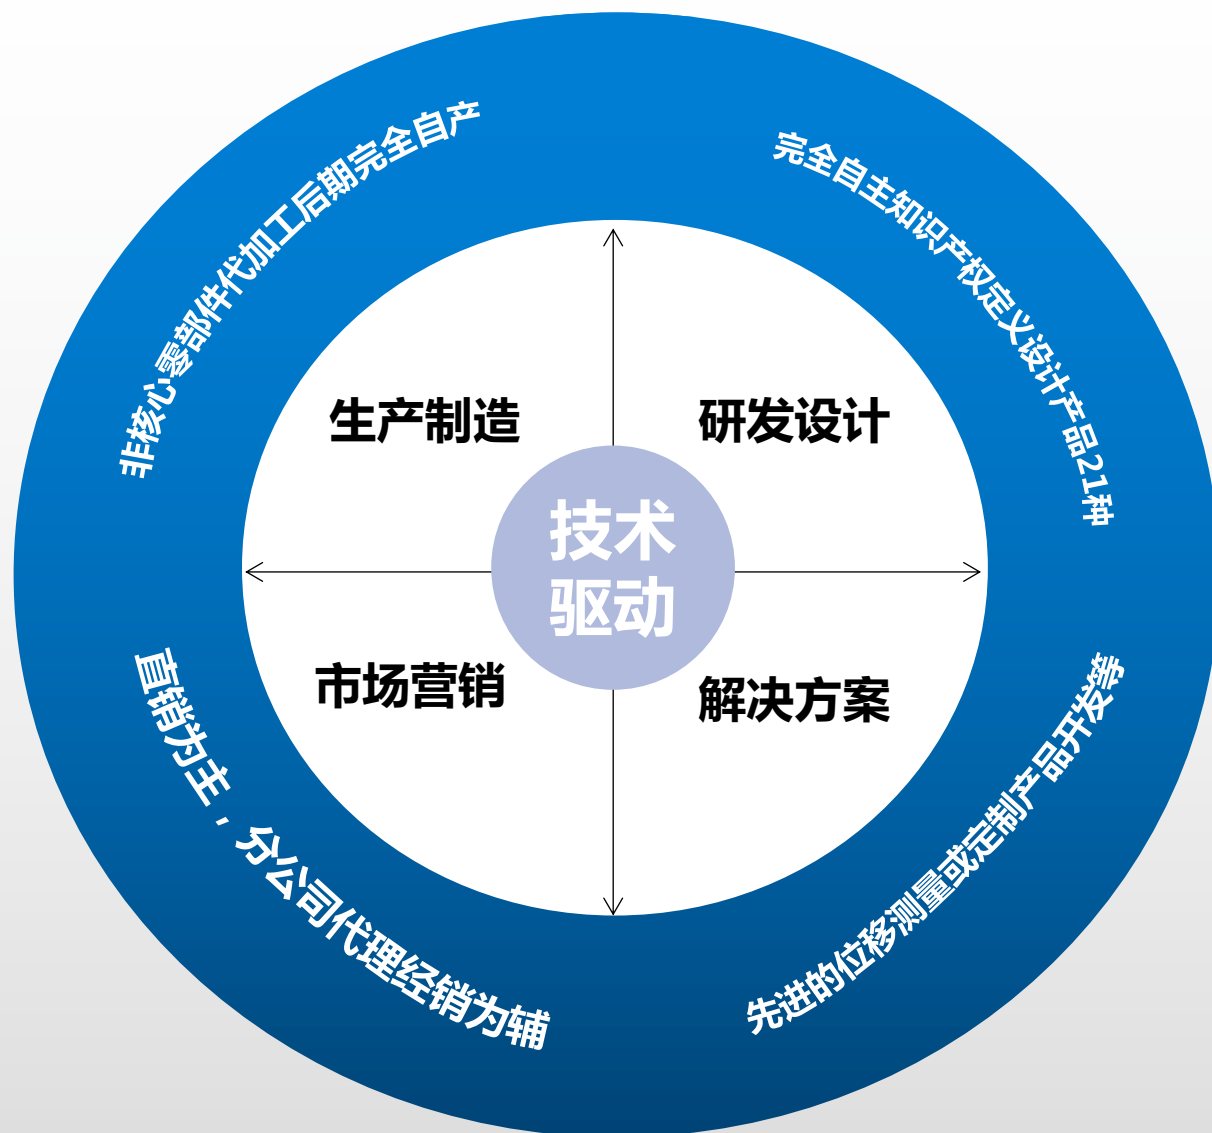 非核心零部件代加工后期完全自产
完全自主知识产权定义设计产品21种
生产制造
研发设计
技术
驱动
市场营销
解决方案
直销为主，分公司代理经销为辅
先进的位移测量或定制产品开发等